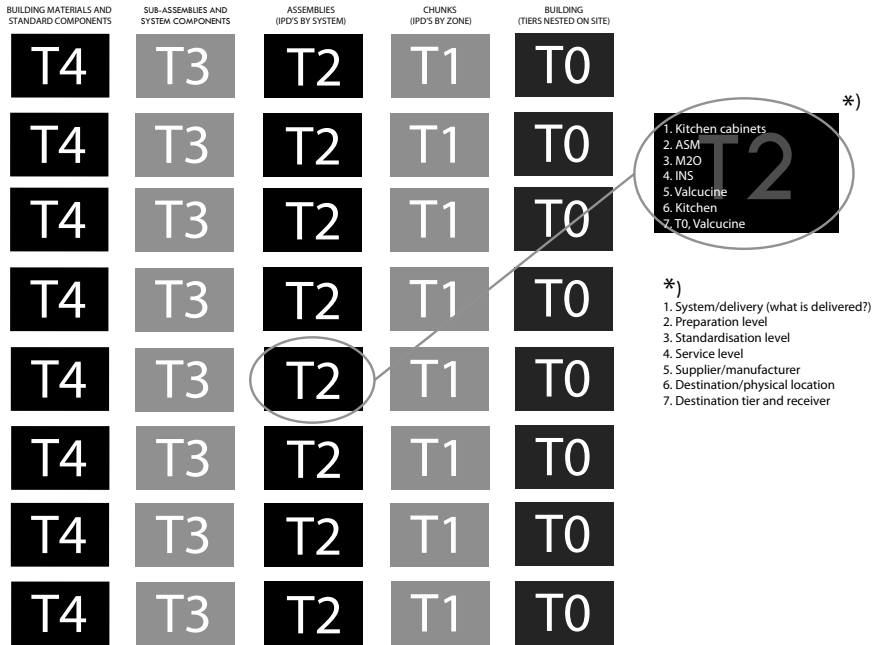 BUILDING MATERIALS AND
STANDARD COMPONENTS
SUB-ASSEMBLIES AND
SYSTEM COMPONENTS
ASSEMBLIES
(IPD'S BY SYSTEM)
CHUNKS
(IPD'S BY ZONE)
BUILDING
(TIERS NESTED ON SITE)
T4 T3 T2 T1 T0
T4 T3 T2 T1 T0
T4 T3 T2 T1 T0
T4 T3 T2 T1 T0
T4 T3 T2 T1 T0
T4 T3 T2 T1 T0
T4 T3 T2 T1 T0
T4 T3 T2 T1 T0
*)
T2
1. Kitchen cabinets
2. ASM
3. M2O
4. INS
5. Valcucine
6. Kitchen
7. T0, Valcucine
*)
1. System/delivery (what is delivered?)
2. Preparation level
3. Standardisation level
4. Service level
5. Supplier/manufacturer
6. Destination/physical location
7. Destination tier and receiver